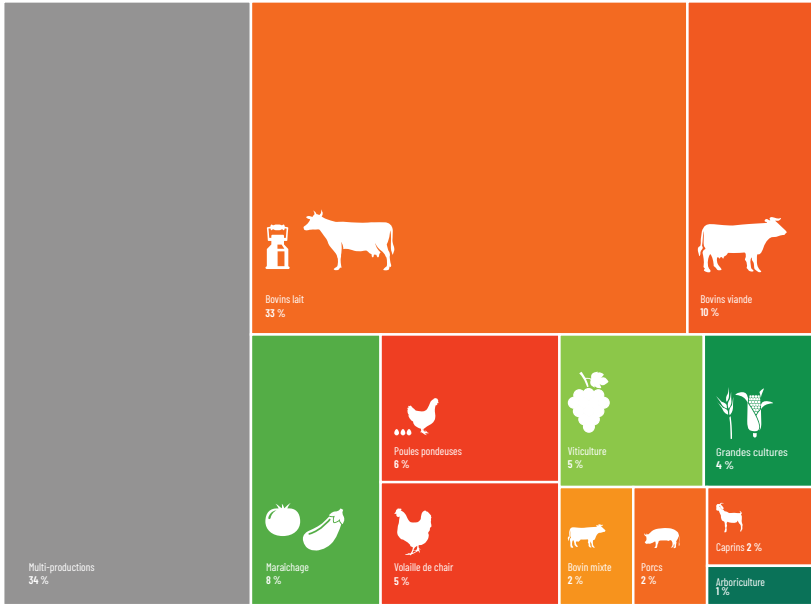 Bovins lait
33 %
Bovins viande
10 %
Poules pondeuses
6 %
Viticulture
5 %
Grandes cultures
4 %
Multi-productions
34 %
Maraîchage
8 %
Volaille de chair
5 %
Bovin mixte
2 %
Porcs
2 %
Caprins 2 %
Arboriculture
1 %